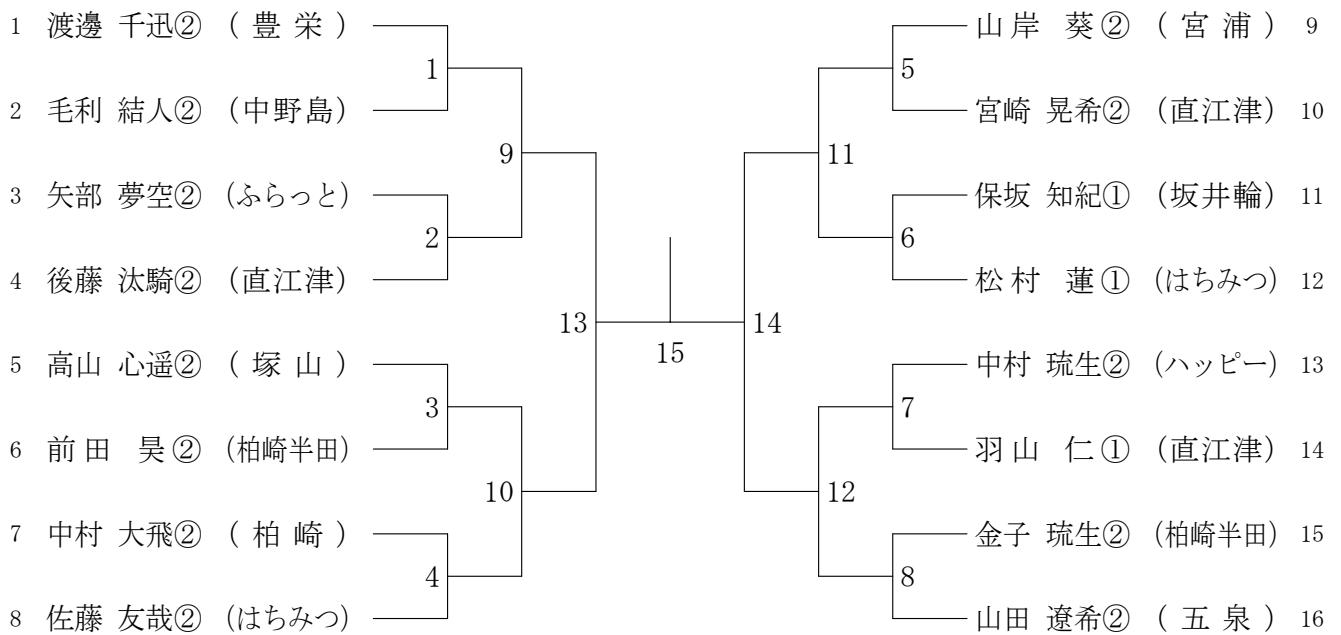 1 渡邊 千迅② （ 豊 栄 ）
2 毛利 結人② （中野島）
3 矢部 夢空② （ふらっと）
4 後藤 汰騎② （直江津）
5 高山 心遥② （ 塚 山 ）
6 前田 昊② （柏崎半田）
7 中村 大飛② （ 柏 崎 ）
8 佐藤 友哉② （はちみつ）
1
2
3
4
9
10
13
15
14
11
12
5
6
7
8
山岸 葵② （ 宮 浦 ） 9
宮崎 晃希② （直江津） 10
保坂 知紀① （坂井輪） 11
松村 蓮① （はちみつ） 12
中村 琉生② （ハッピー） 13
羽山 仁① （直江津） 14
金子 琉生② （柏崎半田） 15
山田 遼希② （ 五 泉 ） 16